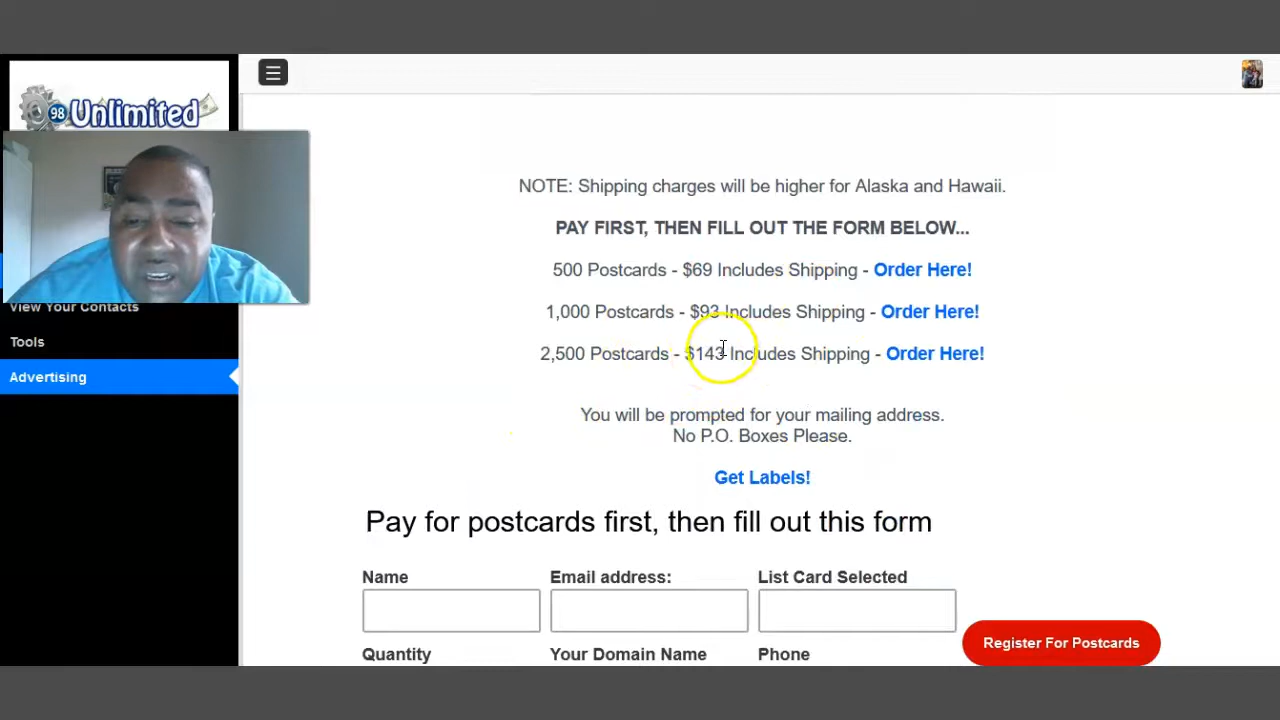 98 Unlimited
View Your Contacts
Tools
Advertising
NOTE: Shipping charges will be higher for Alaska and Hawaii.
PAY FIRST, THEN FILL OUT THE FORM BELOW...
500 Postcards - $69 Includes Shipping - Order Here!
1,000 Postcards - $93 Includes Shipping - Order Here!
2,500 Postcards - $143 Includes Shipping - Order Here!
You will be prompted for your mailing address.
No P.O. Boxes Please.
Get Labels!
Pay for postcards first, then fill out this form
Name Email address: List Card Selected
Quantity Your Domain Name Phone
Register For Postcards